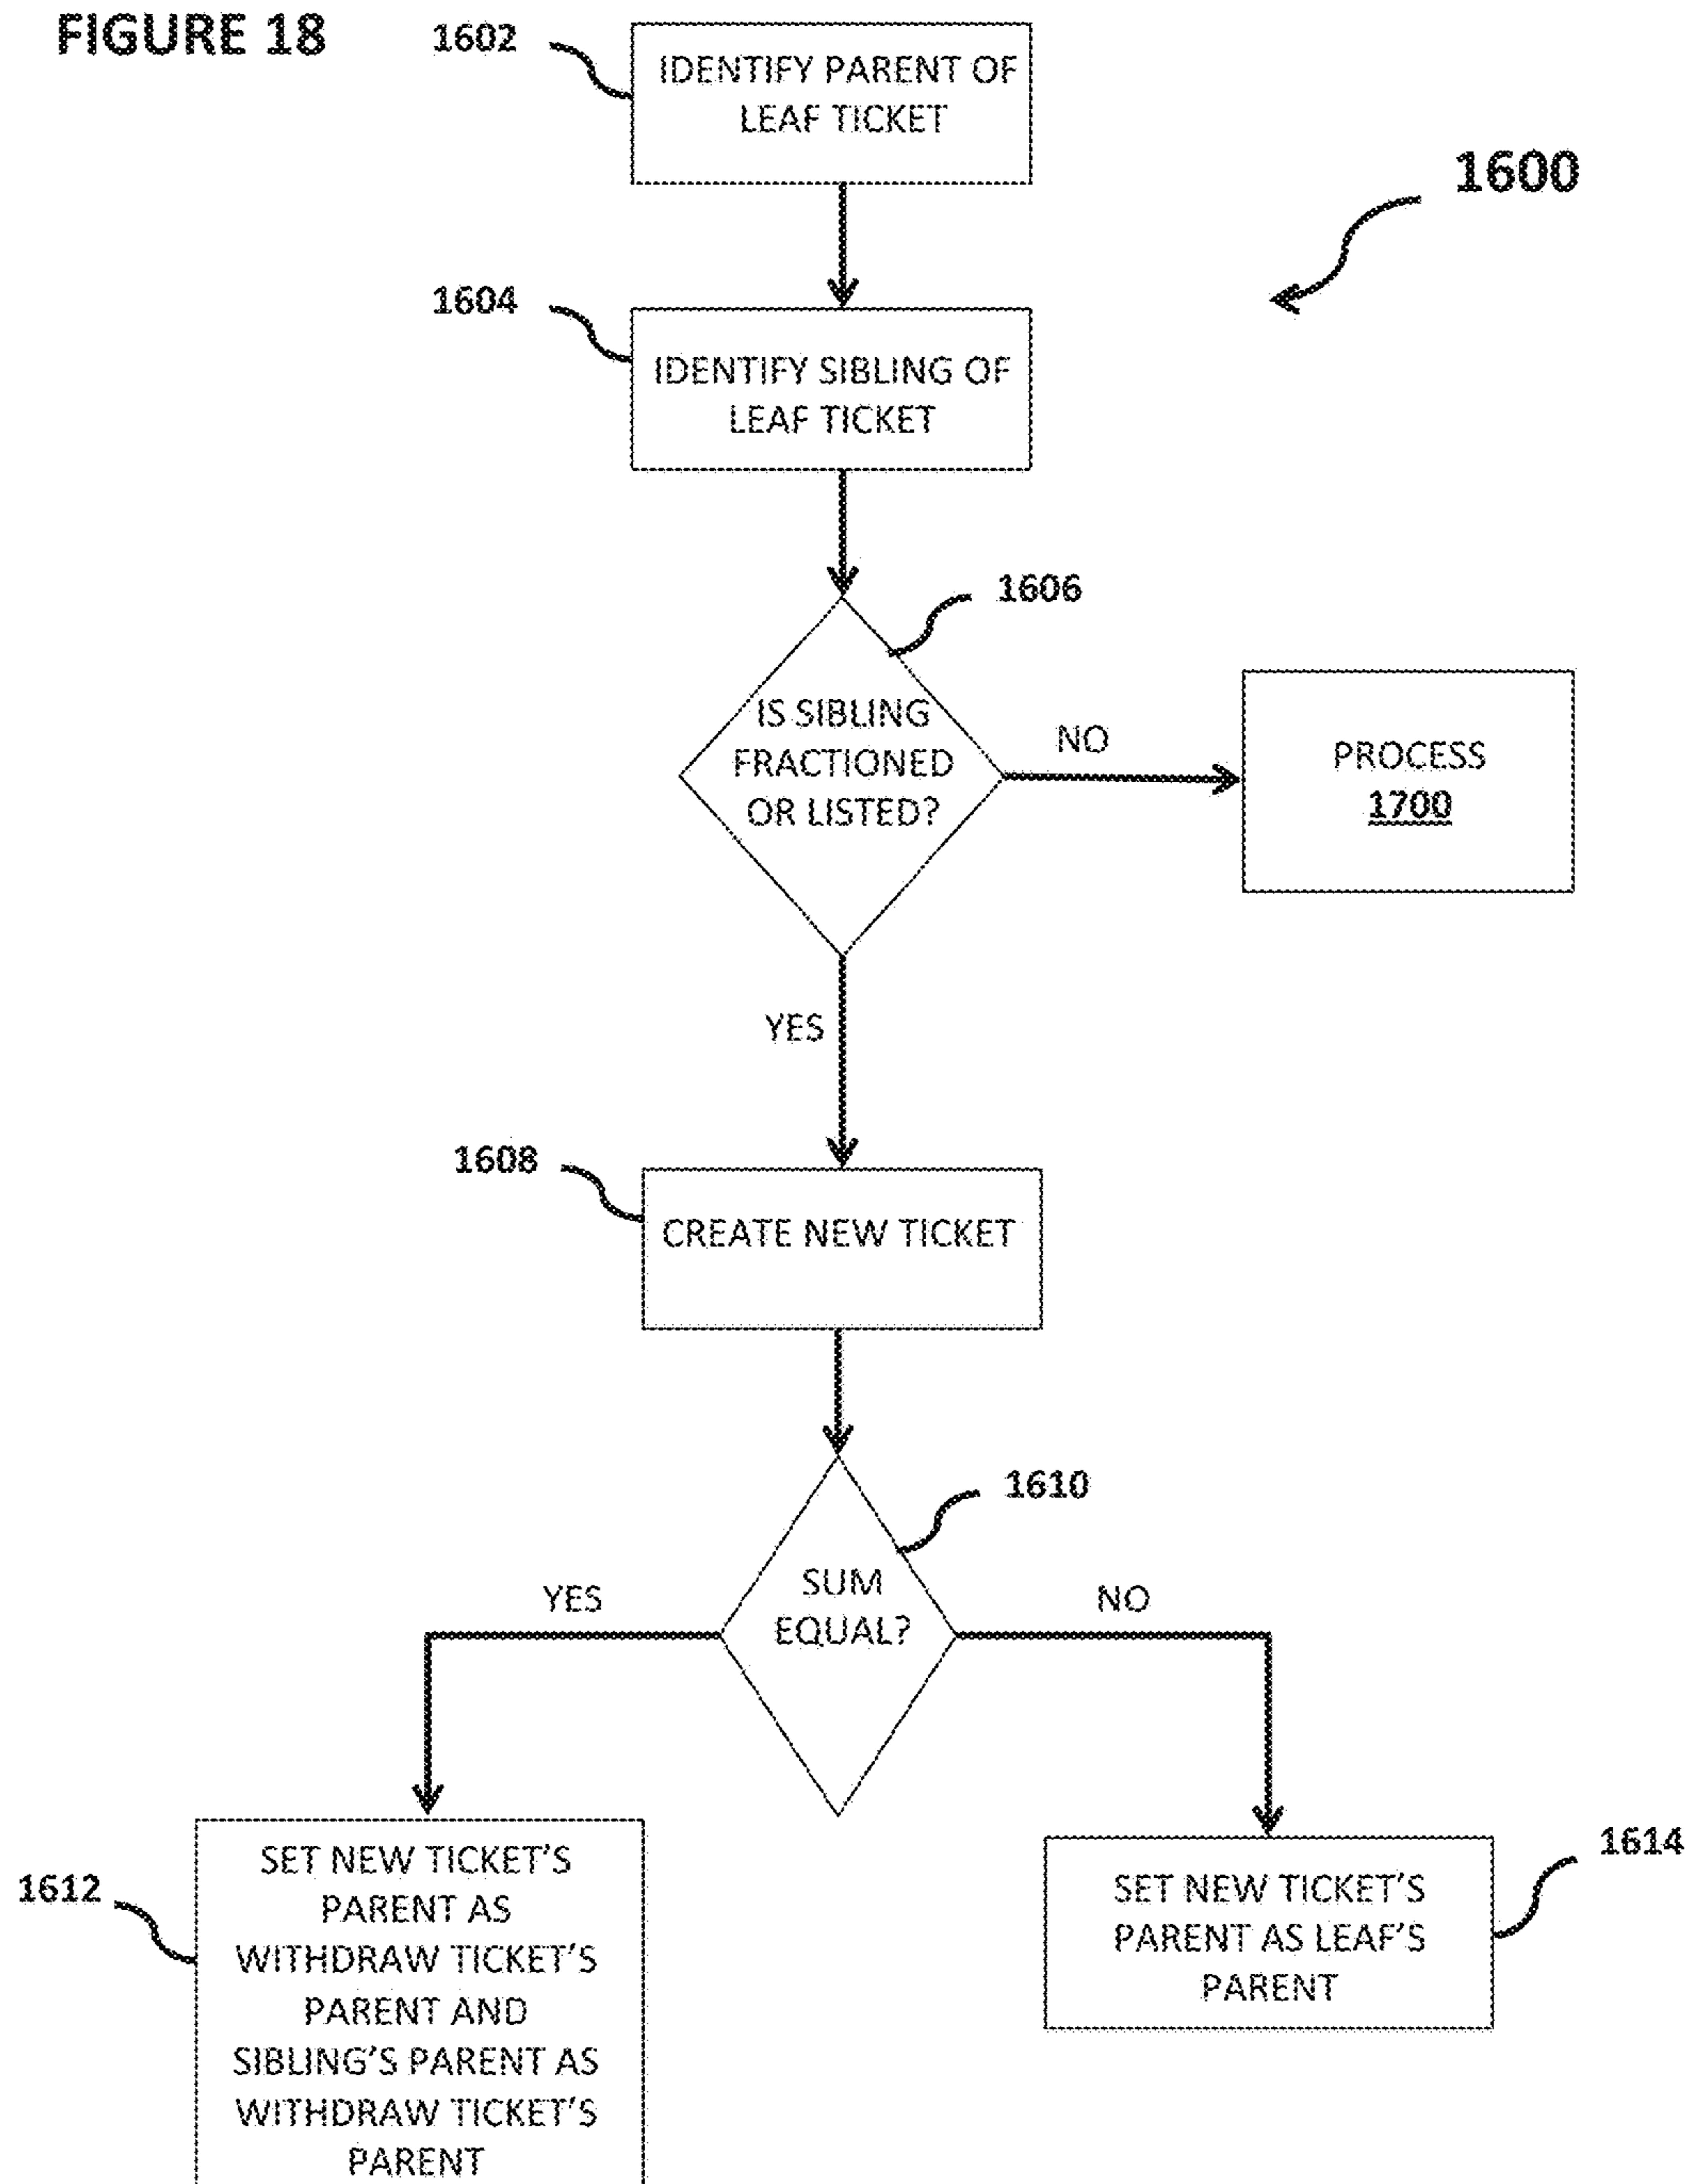 FIGURE 18
1602
IDENTIFY PARENT OF
LEAF TICKET
1600
1604
IDENTIFY SIBLING OF
LEAF TICKET
1606
IS SIBLING
FRACTIONED
OR LISTED?
NO
PROCESS
1700
YES
1608
CREATE NEW TICKET
1610
SUM
EQUAL?
YES
NO
1612
SET NEW TICKET'S
PARENT AS
WITHDRAW TICKET'S
PARENT AND
SIBLING'S PARENT AS
WITHDRAW TICKET'S
PARENT
1614
SET NEW TICKET'S
PARENT AS LEAF'S
PARENT